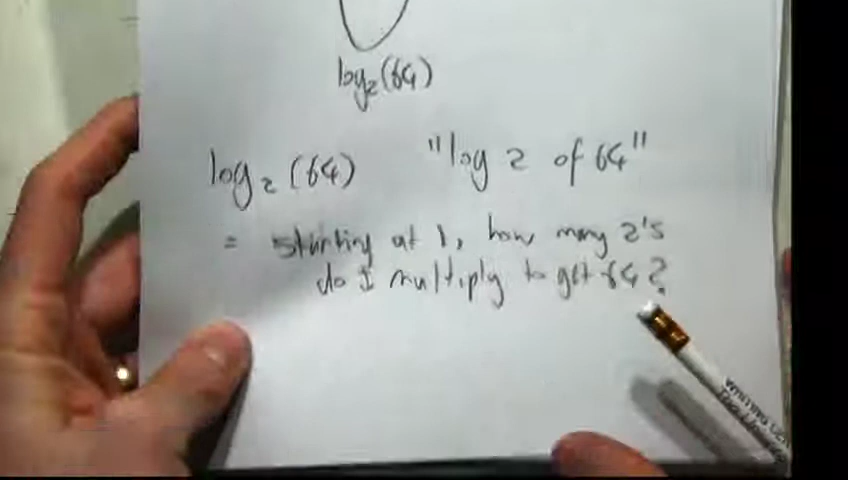 log₂(64)
log₂(64) "log 2 of 64"
= starting at 1, how many 2's
do I multiply to get 64?